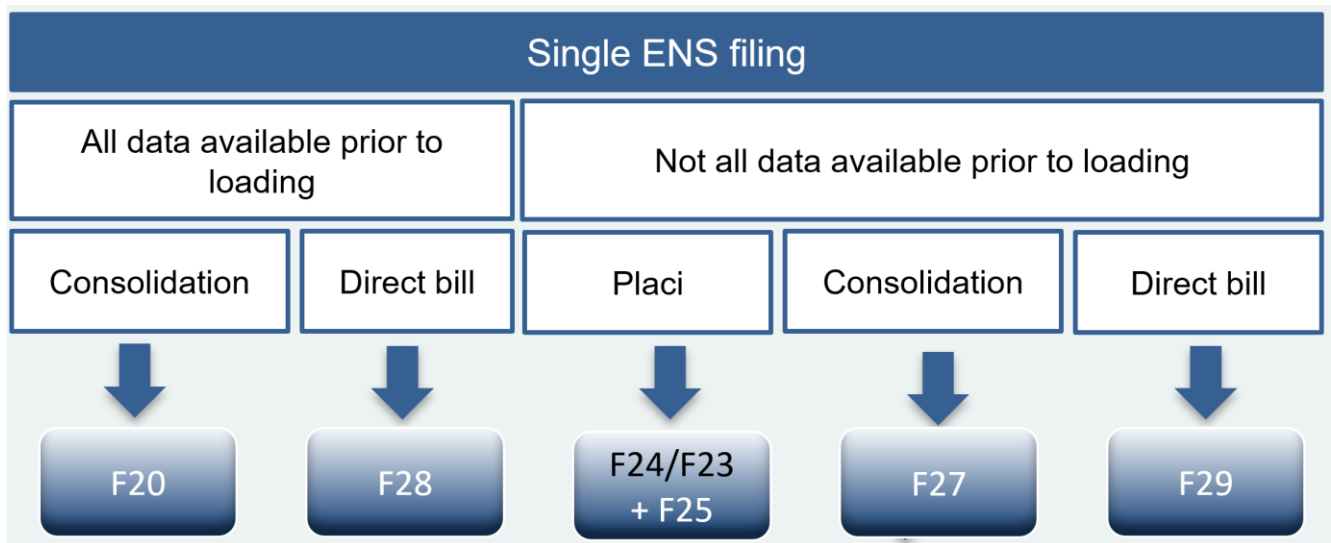 Single ENS filing
All data available prior to
loading
Not all data available prior to loading
Consolidation
Direct bill
Placi
Consolidation
Direct bill
F20
F28
F24/F23
+ F25
F27
F29